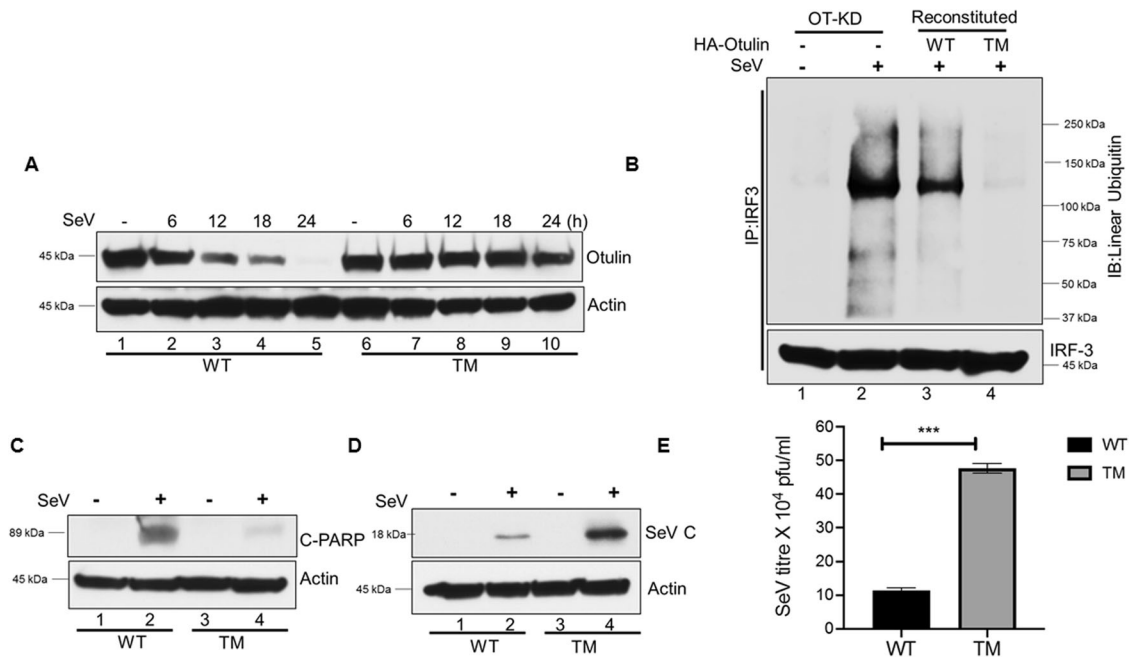 A
SeV - 6 12 18 24 - 6 12 18 24 (h)
45 kDa Otulin
45 kDa Actin
1 2 3 4 5 6 7 8 9 10
WT TM
B
OT-KD Reconstituted
HA-Otulin - - WT TM
SeV - + + +
IP:IRF3
250 kDa
150 kDa
100 kDa
75 kDa
50 kDa
37 kDa
IB:Linear Ubiquitin
IRF-3
45 kDa
1 2 3 4
C
SeV - + - +
89 kDa C-PARP
45 kDa Actin
1 2 3 4
WT TM
D
- + - +
18 kDa SeV C
45 kDa Actin
1 2 3 4
WT TM
E
SeV titre X 10⁴ pfu/ml
60
50
40
30
20
10
0
***
WT TM
WT
TM